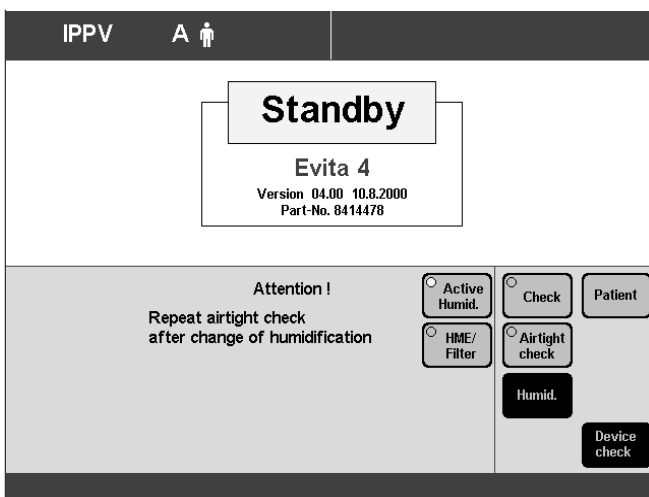 IPPV A
Standby
Evita 4
Version 04.00 10.8.2000
Part-No. 8414478
Attention !
Repeat airtight check
after change of humidification
Active
Humid.
HME/
Filter
Check
Airtight
check
Humid.
Patient
Device
check